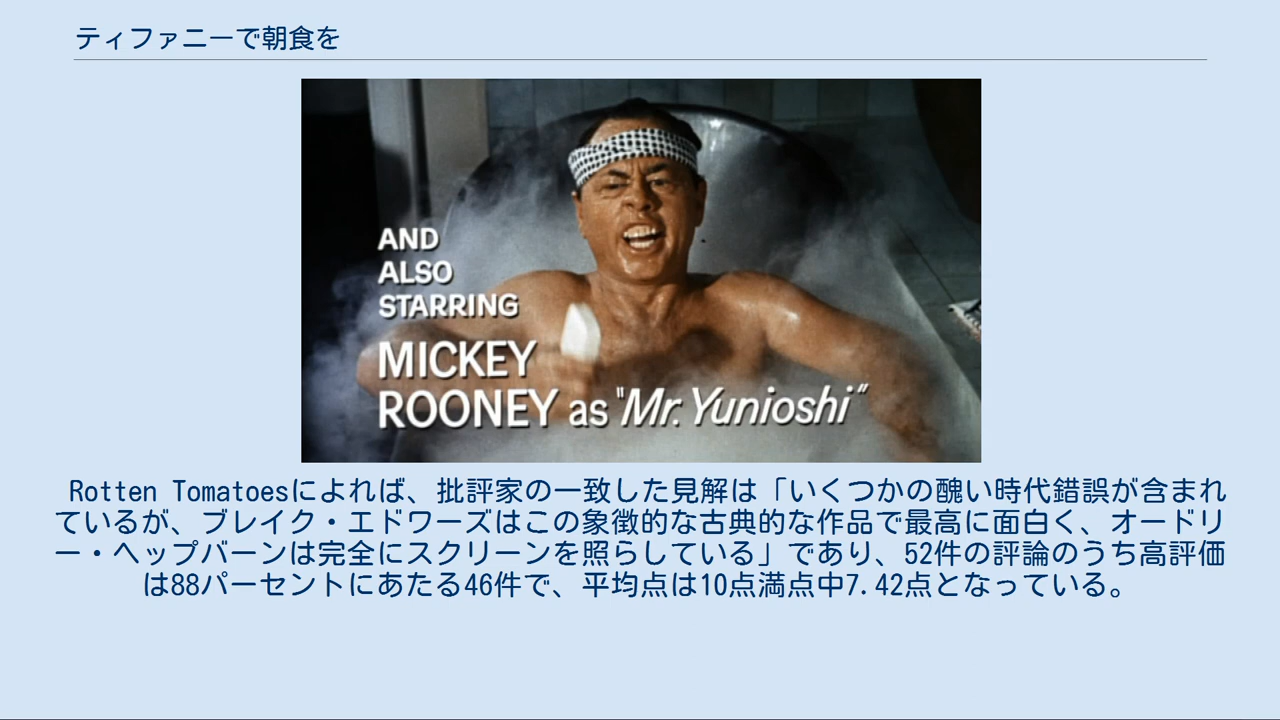 ティファニーで朝食を
AND
ALSO
STARRING
MICKEY
ROONEY as "Mr. Yunioshi"
Rotten Tomatoesによれば、批評家の一致した見解は「いくつかの醜い時代錯誤が含まれ
ているが、ブレイク・エドワーズはこの象徴的な古典的な作品で最高に面白く、オードリ
ー・ヘップバーンは完全にスクリーンを照らしている」であり、52件の評論のうち高評価
は88パーセントにあたる46件で、平均点は10点満点中7.42点となっている。